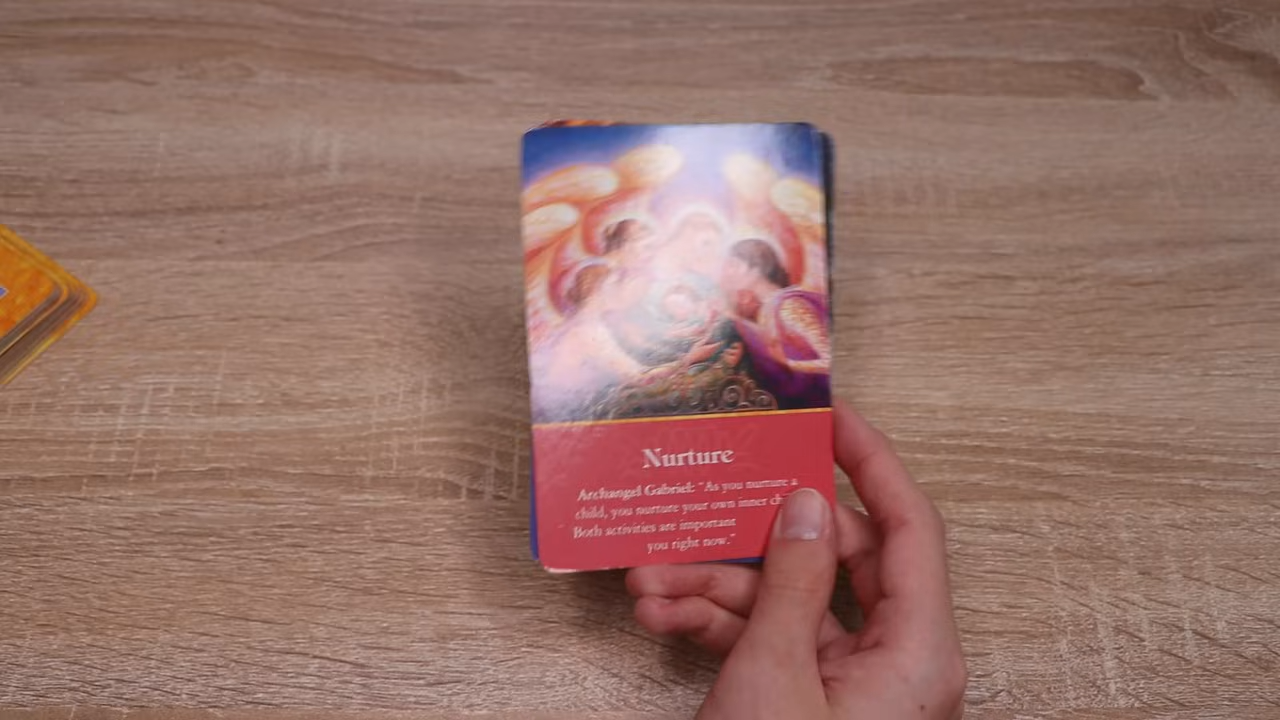 Nurture
Archangel Gabriel: "As you nurture a
child, you nurture your own inner
Both activities are important
you right now."